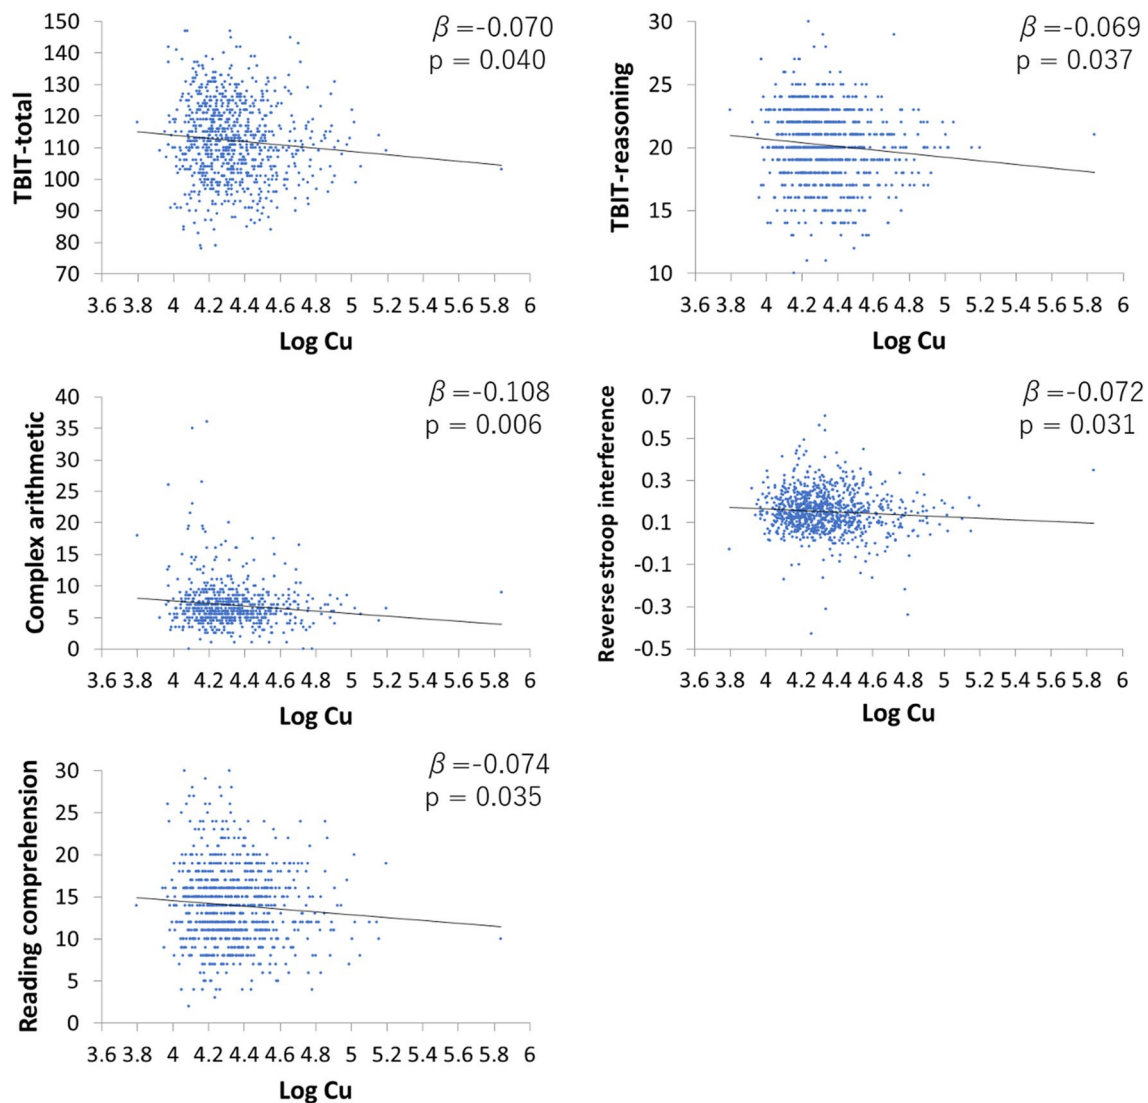 TBIT-total
150
140
130
120
110
100
90
80
70
β =-0.070
p = 0.040
3.6 3.8 4 4.2 4.4 4.6 4.8 5 5.2 5.4 5.6 5.8 6
Log Cu
TBIT-reasoning
30
25
20
15
10
β =-0.069
p = 0.037
3.6 3.8 4 4.2 4.4 4.6 4.8 5 5.2 5.4 5.6 5.8 6
Log Cu
Complex arithmetic
40
35
30
25
20
15
10
5
0
β =-0.108
p = 0.006
3.6 3.8 4 4.2 4.4 4.6 4.8 5 5.2 5.4 5.6 5.8 6
Log Cu
Reverse stroop interference
0.7
0.5
0.3
0.1
-0.1
-0.3
-0.5
β =-0.072
p = 0.031
3.6 3.8 4 4.2 4.4 4.6 4.8 5 5.2 5.4 5.6 5.8 6
Log Cu
Reading comprehension
30
25
20
15
10
5
0
β =-0.074
p = 0.035
3.6 3.8 4 4.2 4.4 4.6 4.8 5 5.2 5.4 5.6 5.8 6
Log Cu